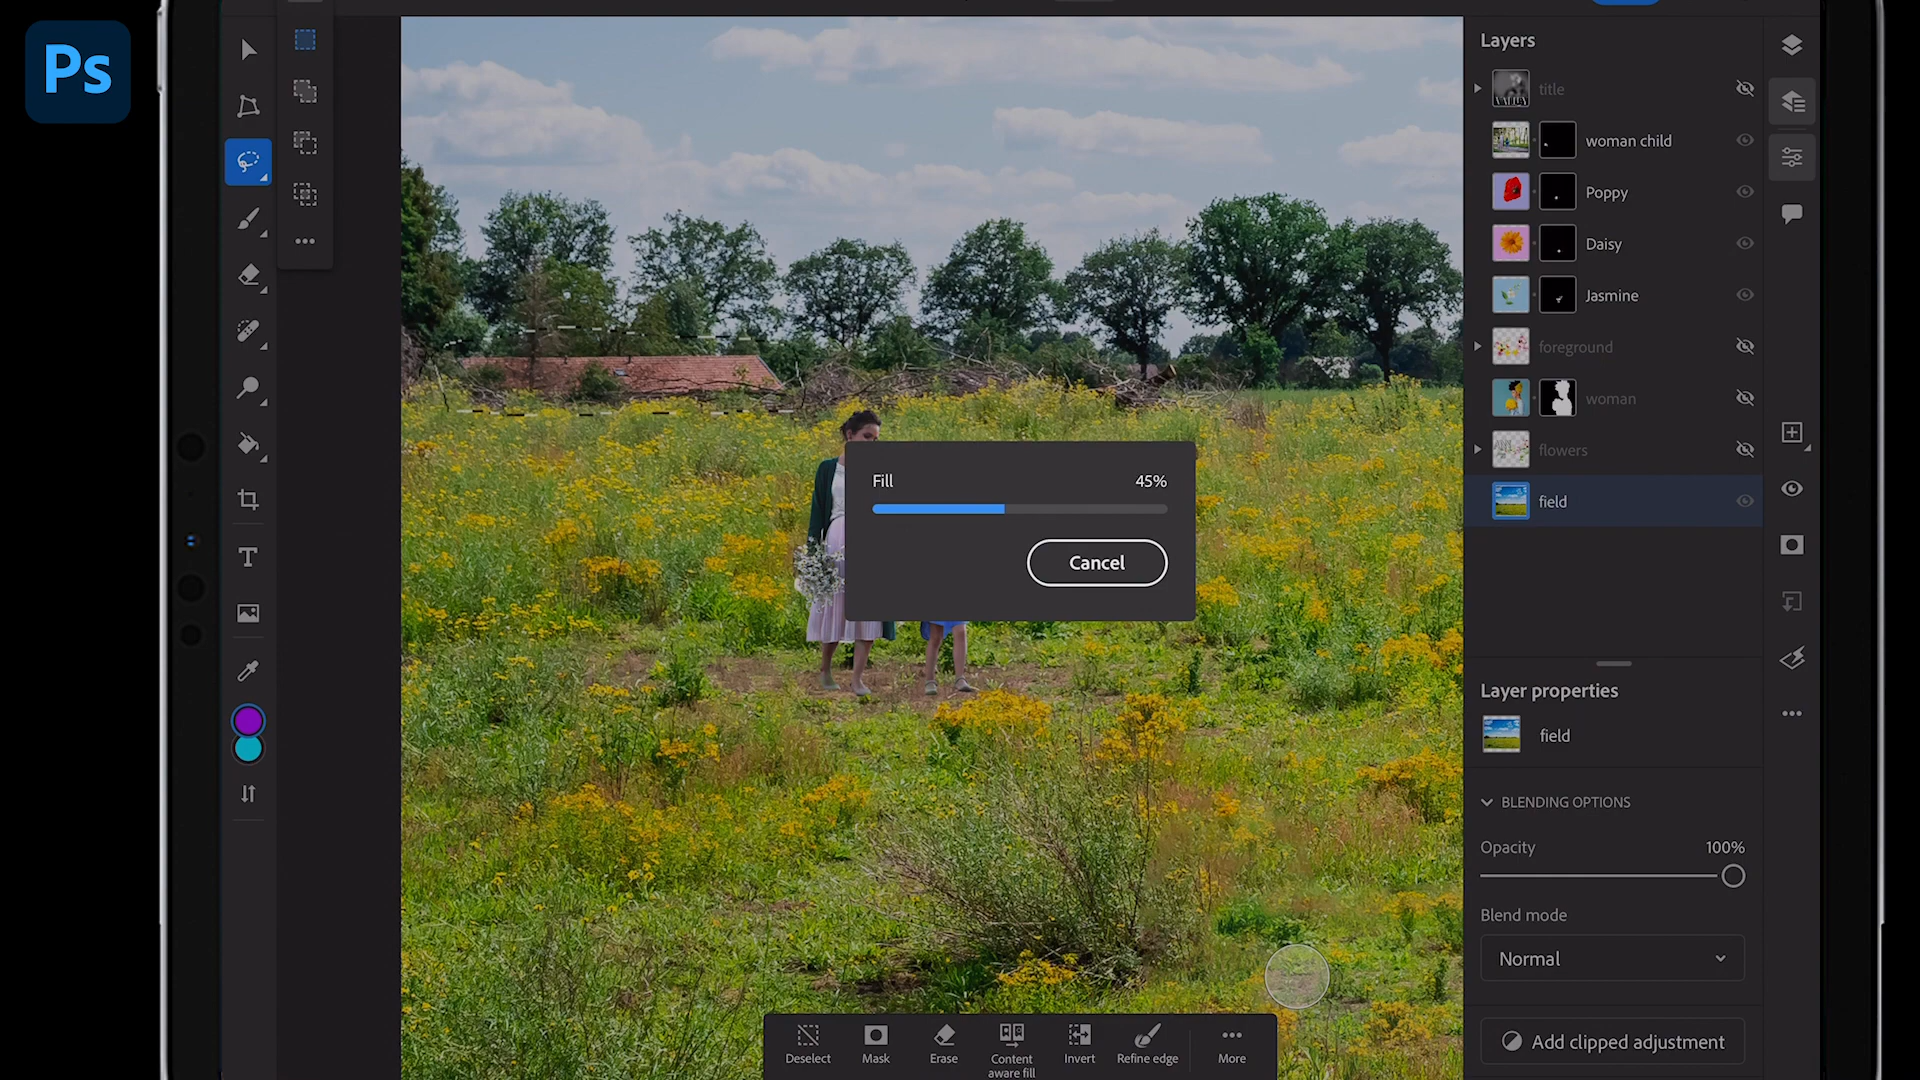 Ps
Layers
title
woman child
Poppy
Daisy
Jasmine
foreground
woman
flowers
field
Fill 45%
Cancel
T
Layer properties
field
BLENDING OPTIONS
Opacity 100%
Blend mode
Normal
Add clipped adjustment
Deselect Mask Erase Content aware fill Invert Refine edge More